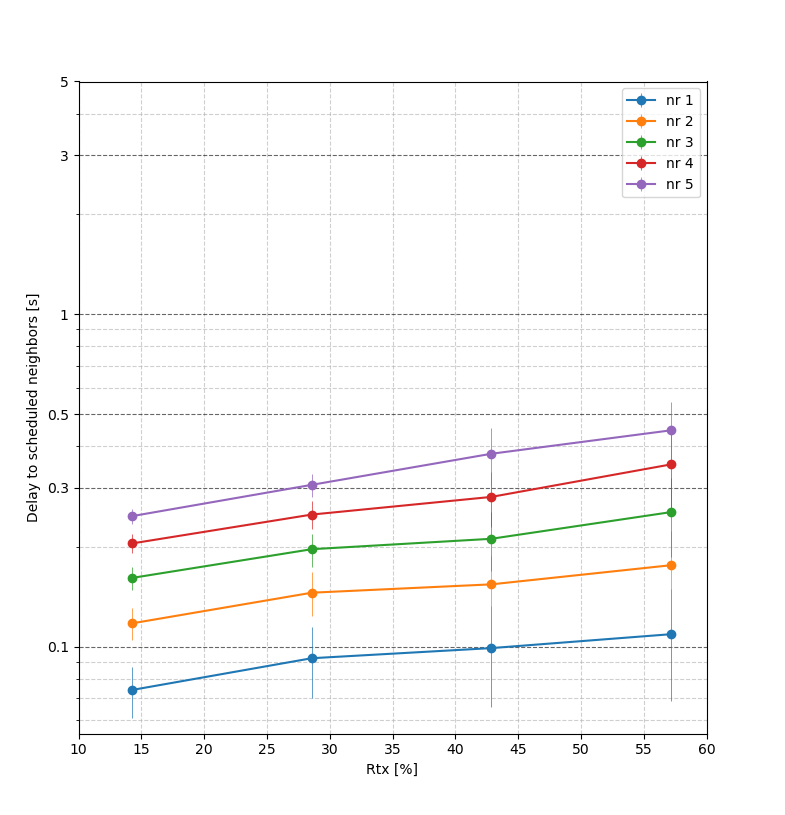 5
3
1
0.5
0.3
0.1
Delay to scheduled neighbors [s]
nr 1
nr 2
nr 3
nr 4
nr 5
10 15 20 25 30 35 40 45 50 55 60
Rtx [%]